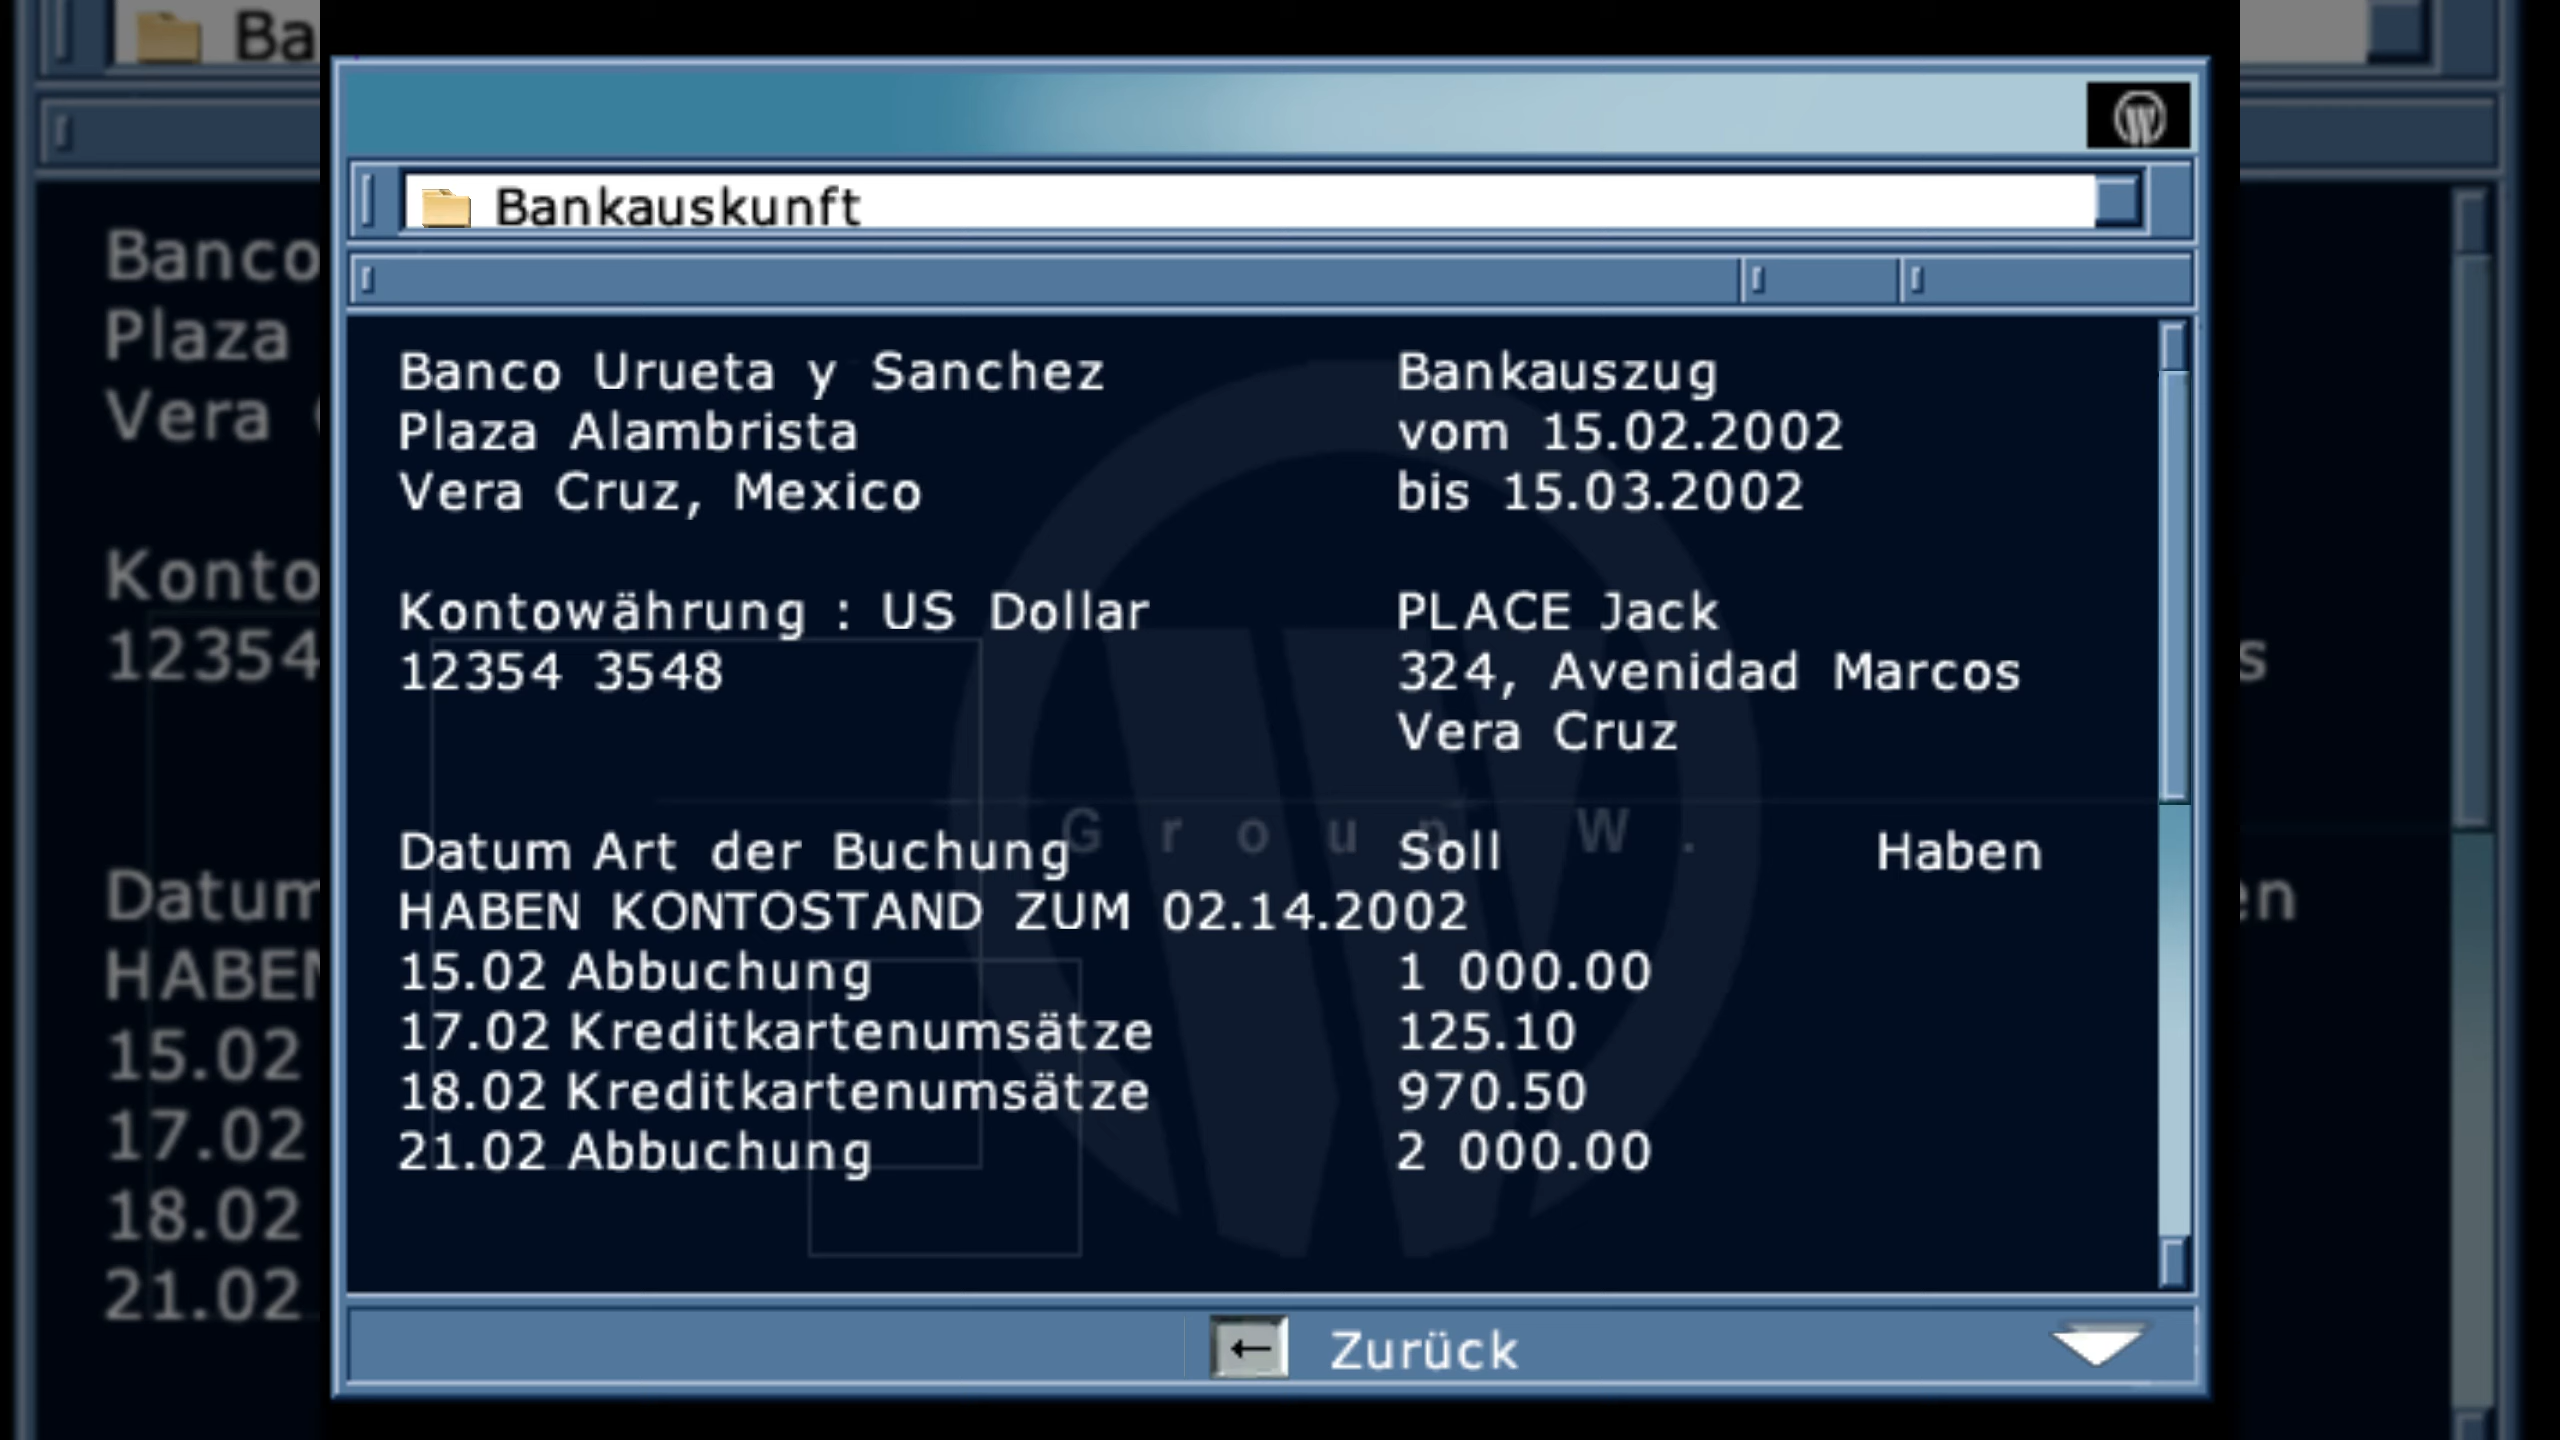 Bankauskunft
Banco Urueta y Sanchez
Plaza Alambrista
Vera Cruz, Mexico
Bankauszug
vom 15.02.2002
bis 15.03.2002
Kontowährung : US Dollar
12354 3548
PLACE Jack
324, Avenidad Marcos
Vera Cruz
Group W.
Datum Art der Buchung Soll Haben
HABEN KONTOSTAND ZUM 02.14.2002
15.02 Abbuchung 1 000.00
17.02 Kreditkartenumsätze 125.10
18.02 Kreditkartenumsätze 970.50
21.02 Abbuchung 2 000.00
Zurück